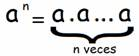 aⁿ = a . a ... a
n veces